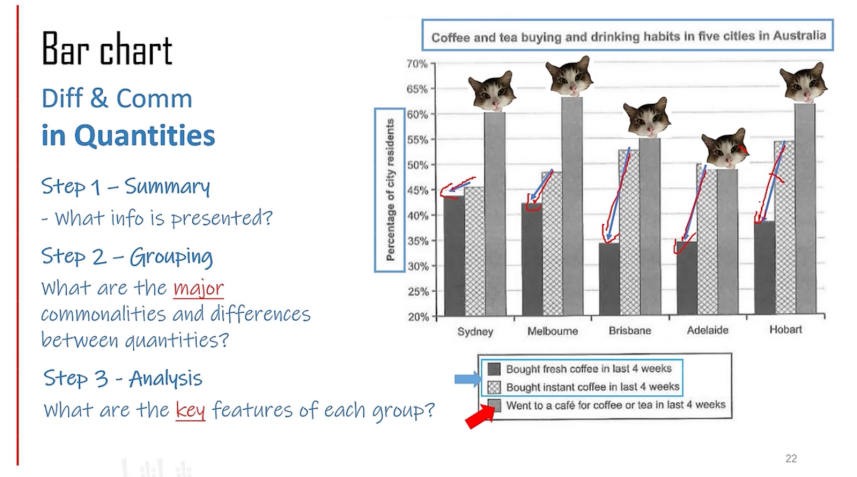 Bar chart
Diff & Comm
in Quantities
Step 1 – Summary
- What info is presented?
Step 2 – Grouping
What are the major
commonalities and differences
between quantities?
Step 3 - Analysis
What are the key features of each group?
Coffee and tea buying and drinking habits in five cities in Australia
Percentage of city residents
70%
65%
60%
55%
50%
45%
40%
35%
30%
25%
20%
Sydney Melbourne Brisbane Adelaide Hobart
Bought fresh coffee in last 4 weeks
Bought instant coffee in last 4 weeks
Went to a café for coffee or tea in last 4 weeks
22